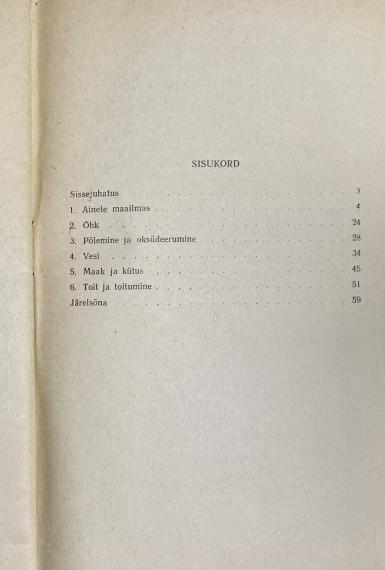 SISUKORD
Sissejuhatus . . . . . . . . . . . . . . 3
1. Ainete maailmas . . . . . . . . . . . . 4
2. Õhk . . . . . . . . . . . . . . . . 24
3. Põlemine ja oksüdeerumine . . . . . . . . . . 28
4. Vesi . . . . . . . . . . . . . . . . 34
5. Maak ja kütus . . . . . . . . . . . . . 45
6. Toit ja toitumine . . . . . . . . . . . . 51
Järelsõna . . . . . . . . . . . . . . 59